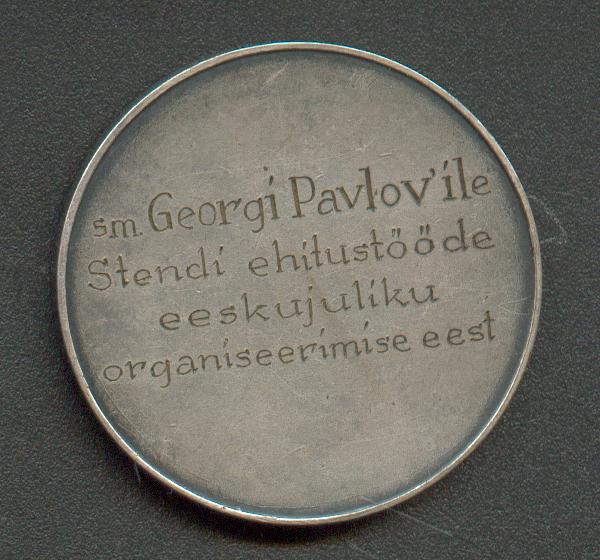 sm. Georgi Pavlov'ile
Stendi ehitustööde
eeskujuliku
organiseerimise eest